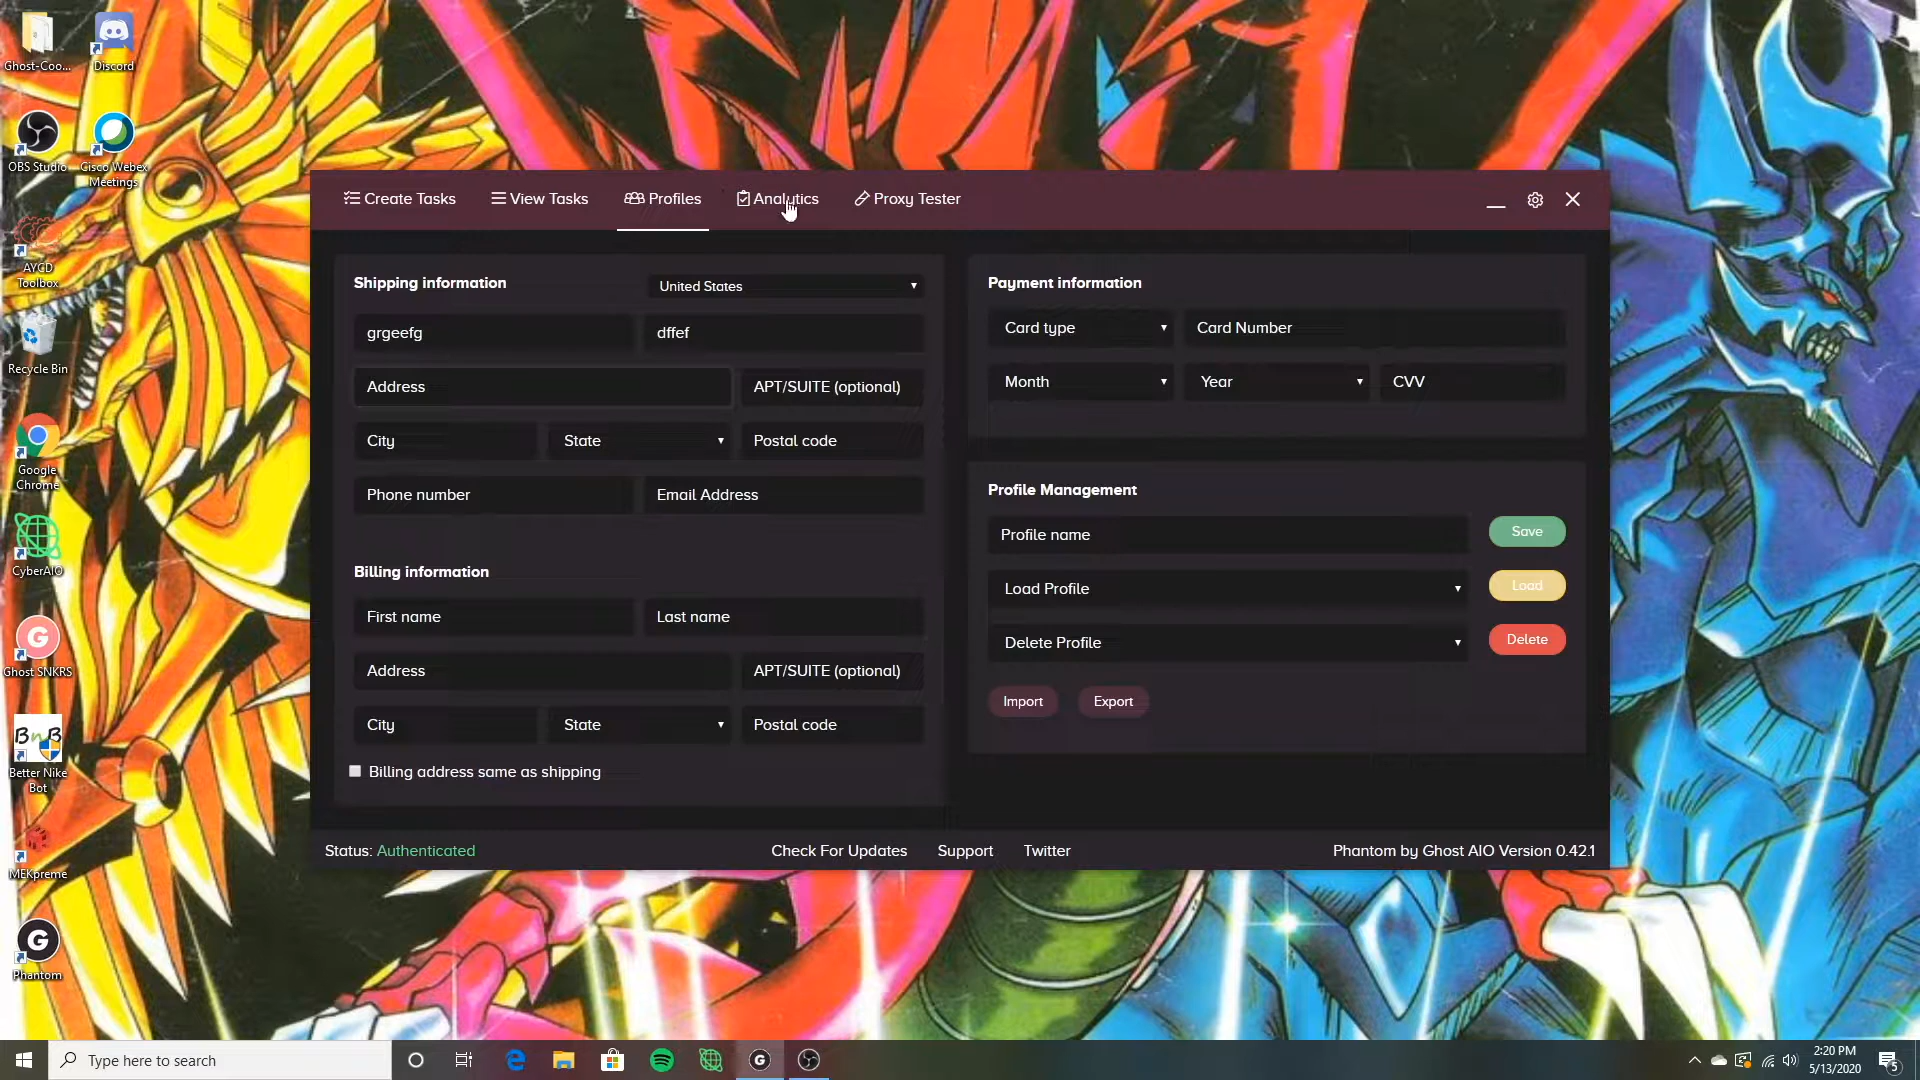 Ghost-Coo...
Discord
OBS Studio
Cisco Webex
Meetings
AYCD
Toolbox
Recycle Bin
Google
Chrome
CyberAIO
Ghost SNKRS
BnB
Better Nike
Bot
MEKpreme
Phantom
Create Tasks
View Tasks
Profiles
Analytics
Proxy Tester
Shipping information
United States
grgeefg
dffef
Address
APT/SUITE (optional)
City
State
Postal code
Phone number
Email Address
Billing information
First name
Last name
Address
APT/SUITE (optional)
City
State
Postal code
Billing address same as shipping
Payment information
Card type
Card Number
Month
Year
CVV
Profile Management
Profile name
Save
Load Profile
Load
Delete Profile
Delete
Import
Export
Status: Authenticated
Check For Updates
Support
Twitter
Phantom by Ghost AIO Version 0.42.1
Type here to search
2:20 PM
5/13/2020
5